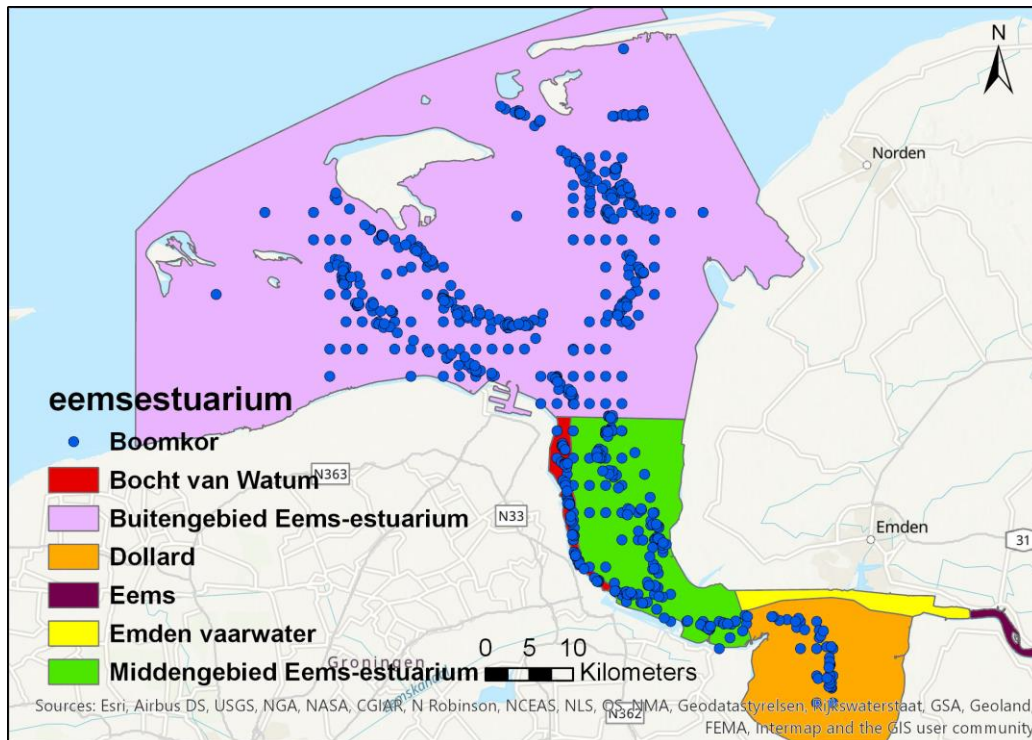 N
Norden
eemsestuarium
Boomkor
Bocht van Watum
N363
Buitengebied Eems-estuarium
N33
Dollard
Emden
31
Eems
Emden vaarwater
0 5 10
Groningen
Kilometers
Middengebied Eems-estuarium
Sources: Esri, Airbus DS, USGS, NGA, NASA, CGIAR, N Robinson, NCEAS, NLS, OS, NMA, Geodatastyrelsen, Rijkswaterstaat, GSA, Geoland,
N362
FEMA, Intermap and the GIS user community